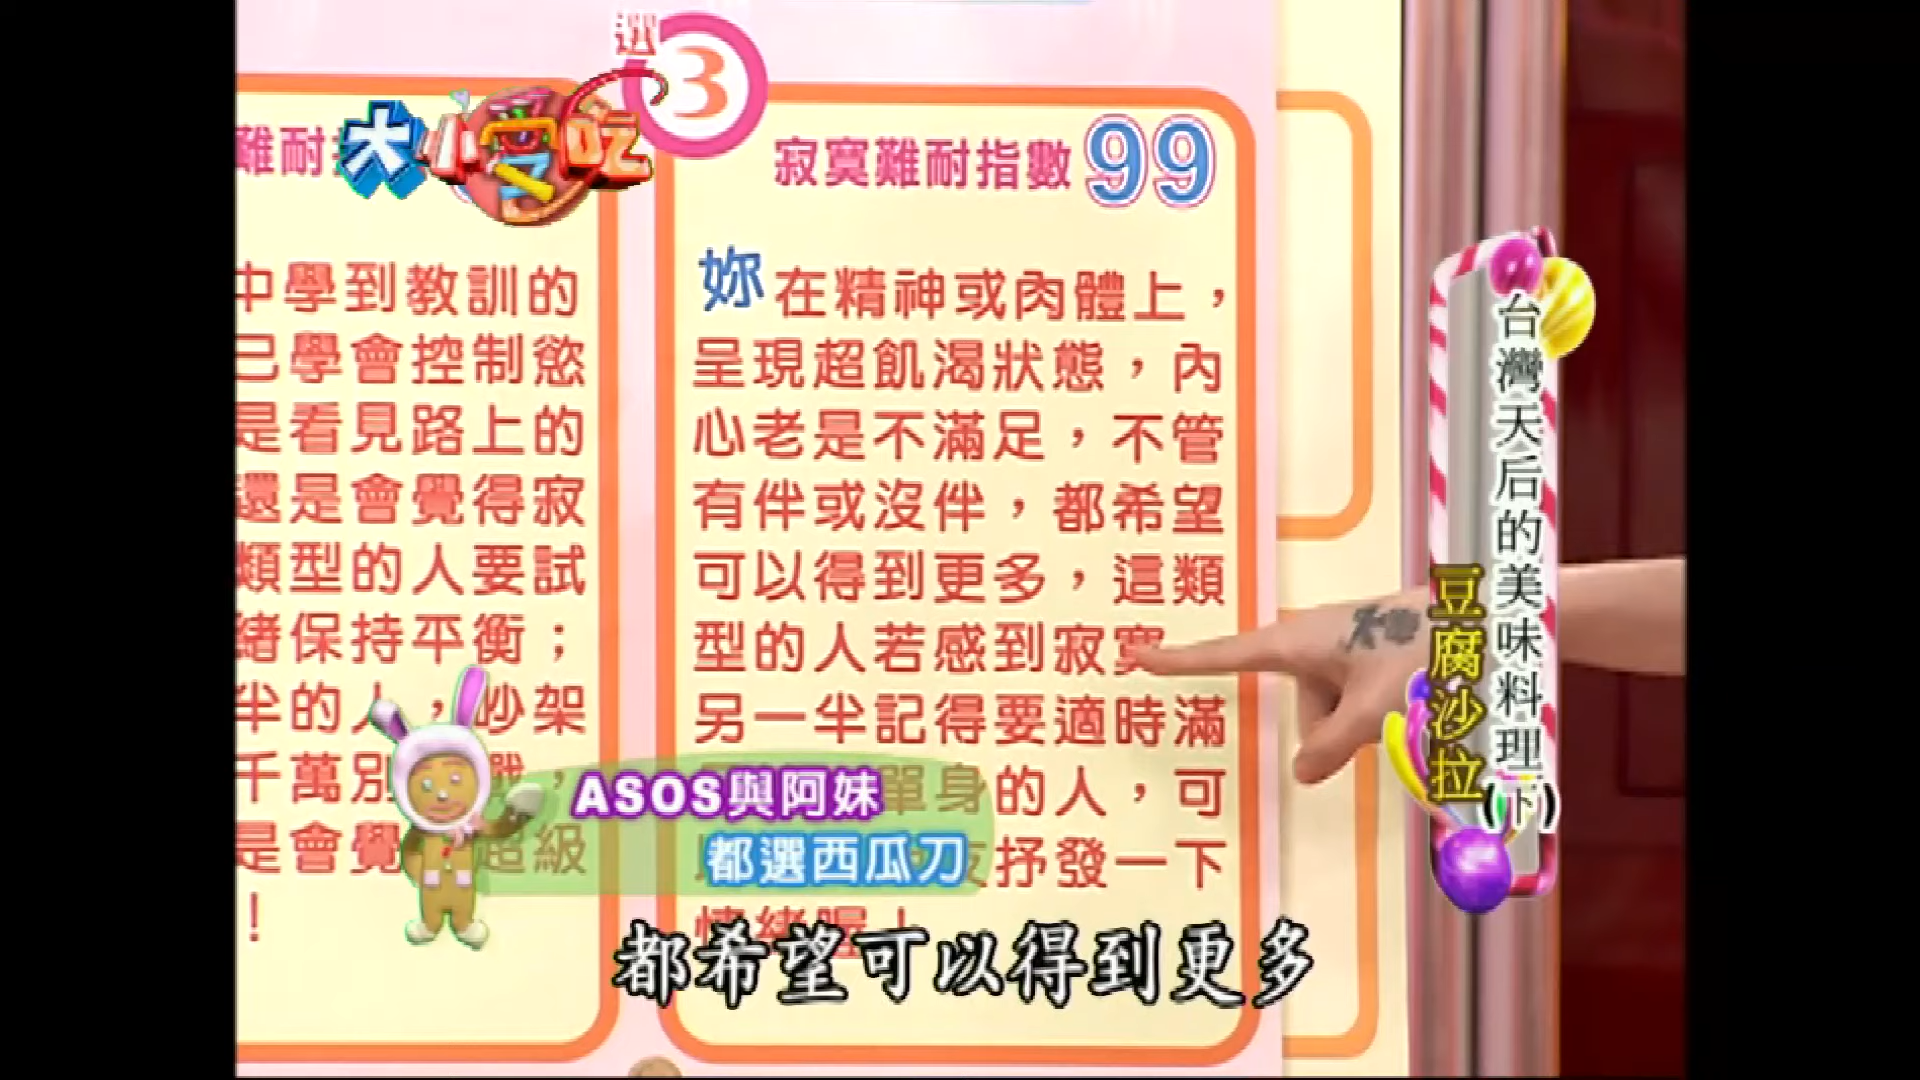 選3
大小愛吃
難耐
寂寞難耐指數99
中學到教訓的
己學會控制慾
是看見路上的
還是會覺得寂
類型的人要試
緒保持平衡；
半的人，吵架
千萬別
是會覺 超級
！
妳在精神或肉體上，
呈現超飢渴狀態，內
心老是不滿足，不管
有伴或沒伴，都希望
可以得到更多，這類
型的人若感到寂寞
另一半記得要適時滿
單身的人，可
友抒發一下
情緒喔！
台灣天后的美味料理(下)
豆腐沙拉
ASOS與阿妹
都選西瓜刀
都希望可以得到更多